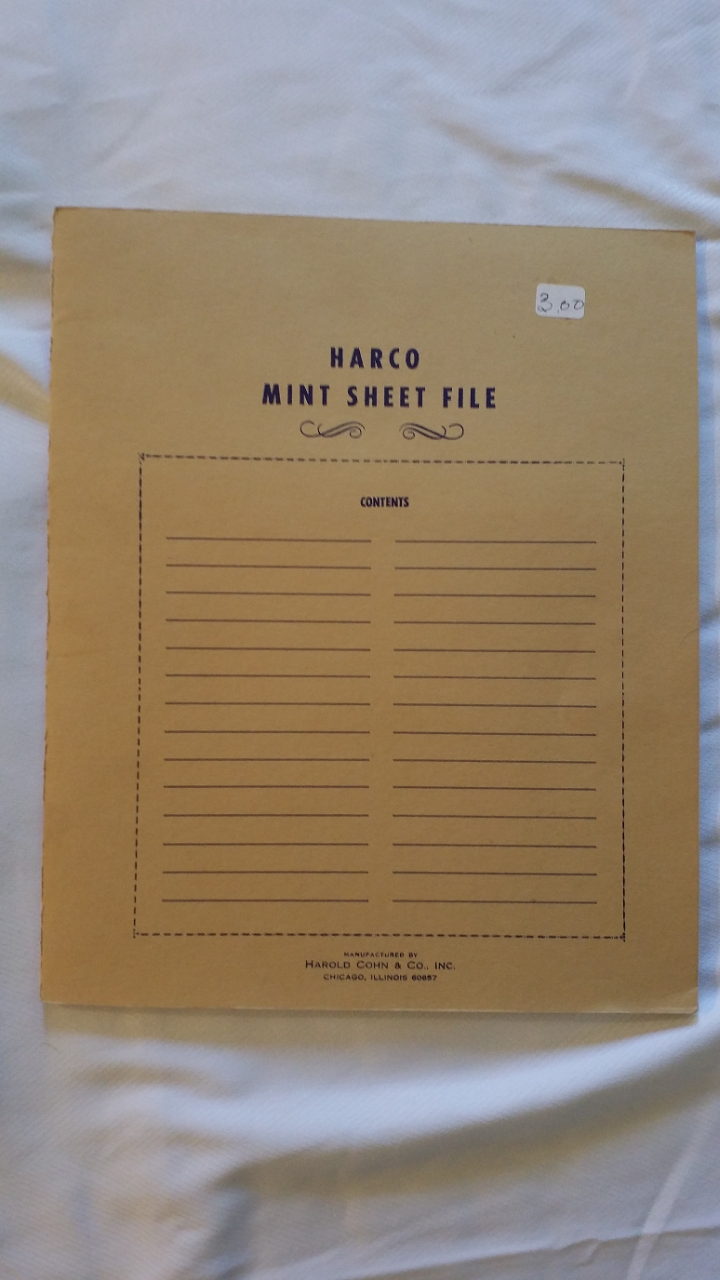 3.00
HARCO
MINT SHEET FILE
CONTENTS
MANUFACTURED BY
HAROLD COHN & CO., INC.
CHICAGO, ILLINOIS 60657